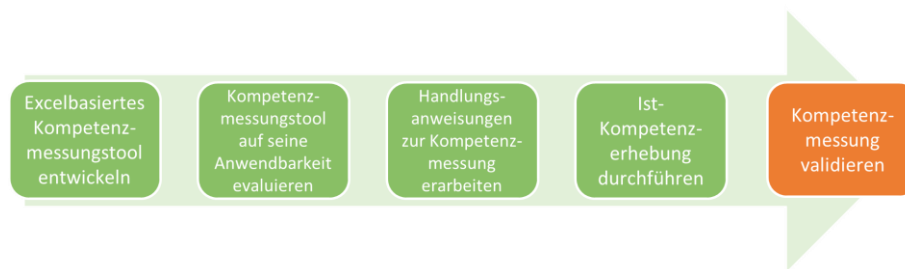 Excelbasiertes
Kompetenz-
messungstool
entwickeln
Kompetenz-
messungstool
auf seine
Anwendbarkeit
evaluieren
Handlungs-
anweisungen
zur Kompetenz-
messung
erarbeiten
Ist-
Kompetenz-
erhebung
durchführen
Kompetenz-
messung
validieren